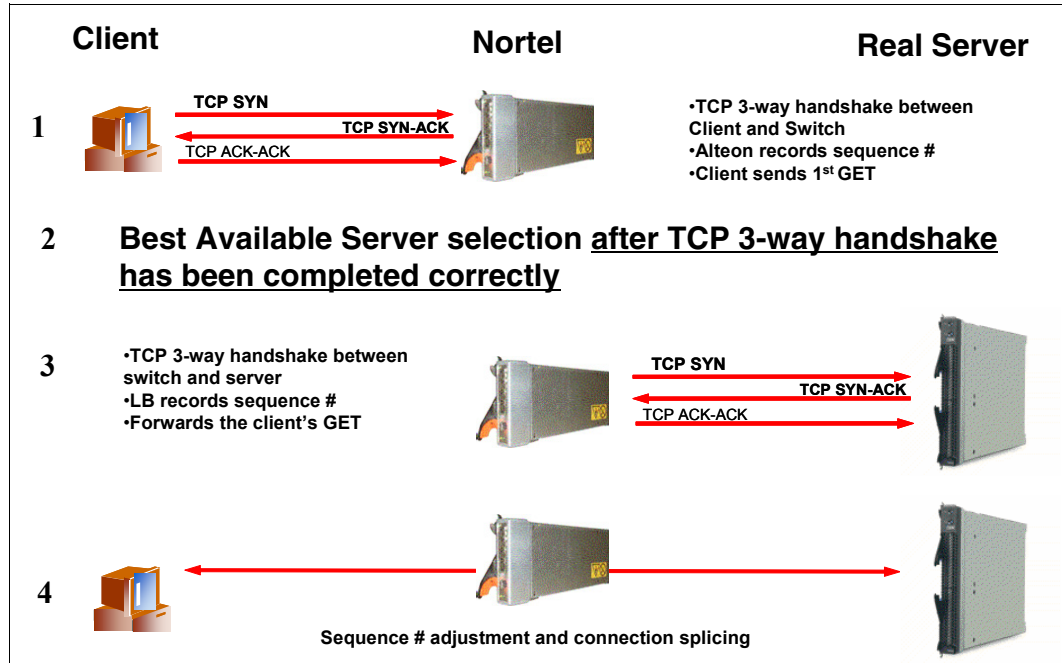 Client
Nortel
Real Server
1
TCP SYN
TCP SYN-ACK
TCP ACK-ACK
•TCP 3-way handshake between
Client and Switch
•Alteon records sequence #
•Client sends 1st GET
2
Best Available Server selection after TCP 3-way handshake
has been completed correctly
3
•TCP 3-way handshake between
switch and server
•LB records sequence #
•Forwards the client's GET
TCP SYN
TCP SYN-ACK
TCP ACK-ACK
4
Sequence # adjustment and connection splicing